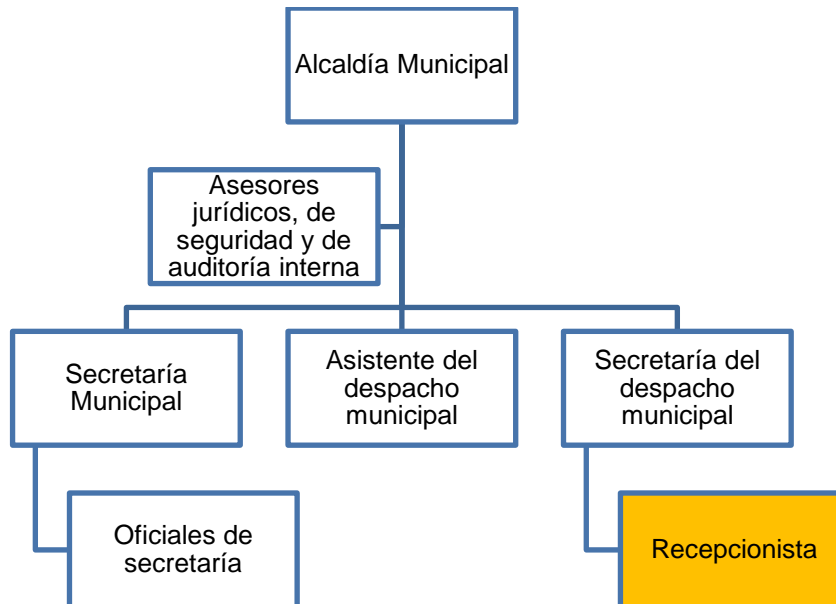 Alcaldía Municipal
Asesores
jurídicos, de
seguridad y de
auditoría interna
Secretaría
Municipal
Asistente del
despacho
municipal
Secretaría del
despacho
municipal
Oficiales de
secretaría
Recepcionista